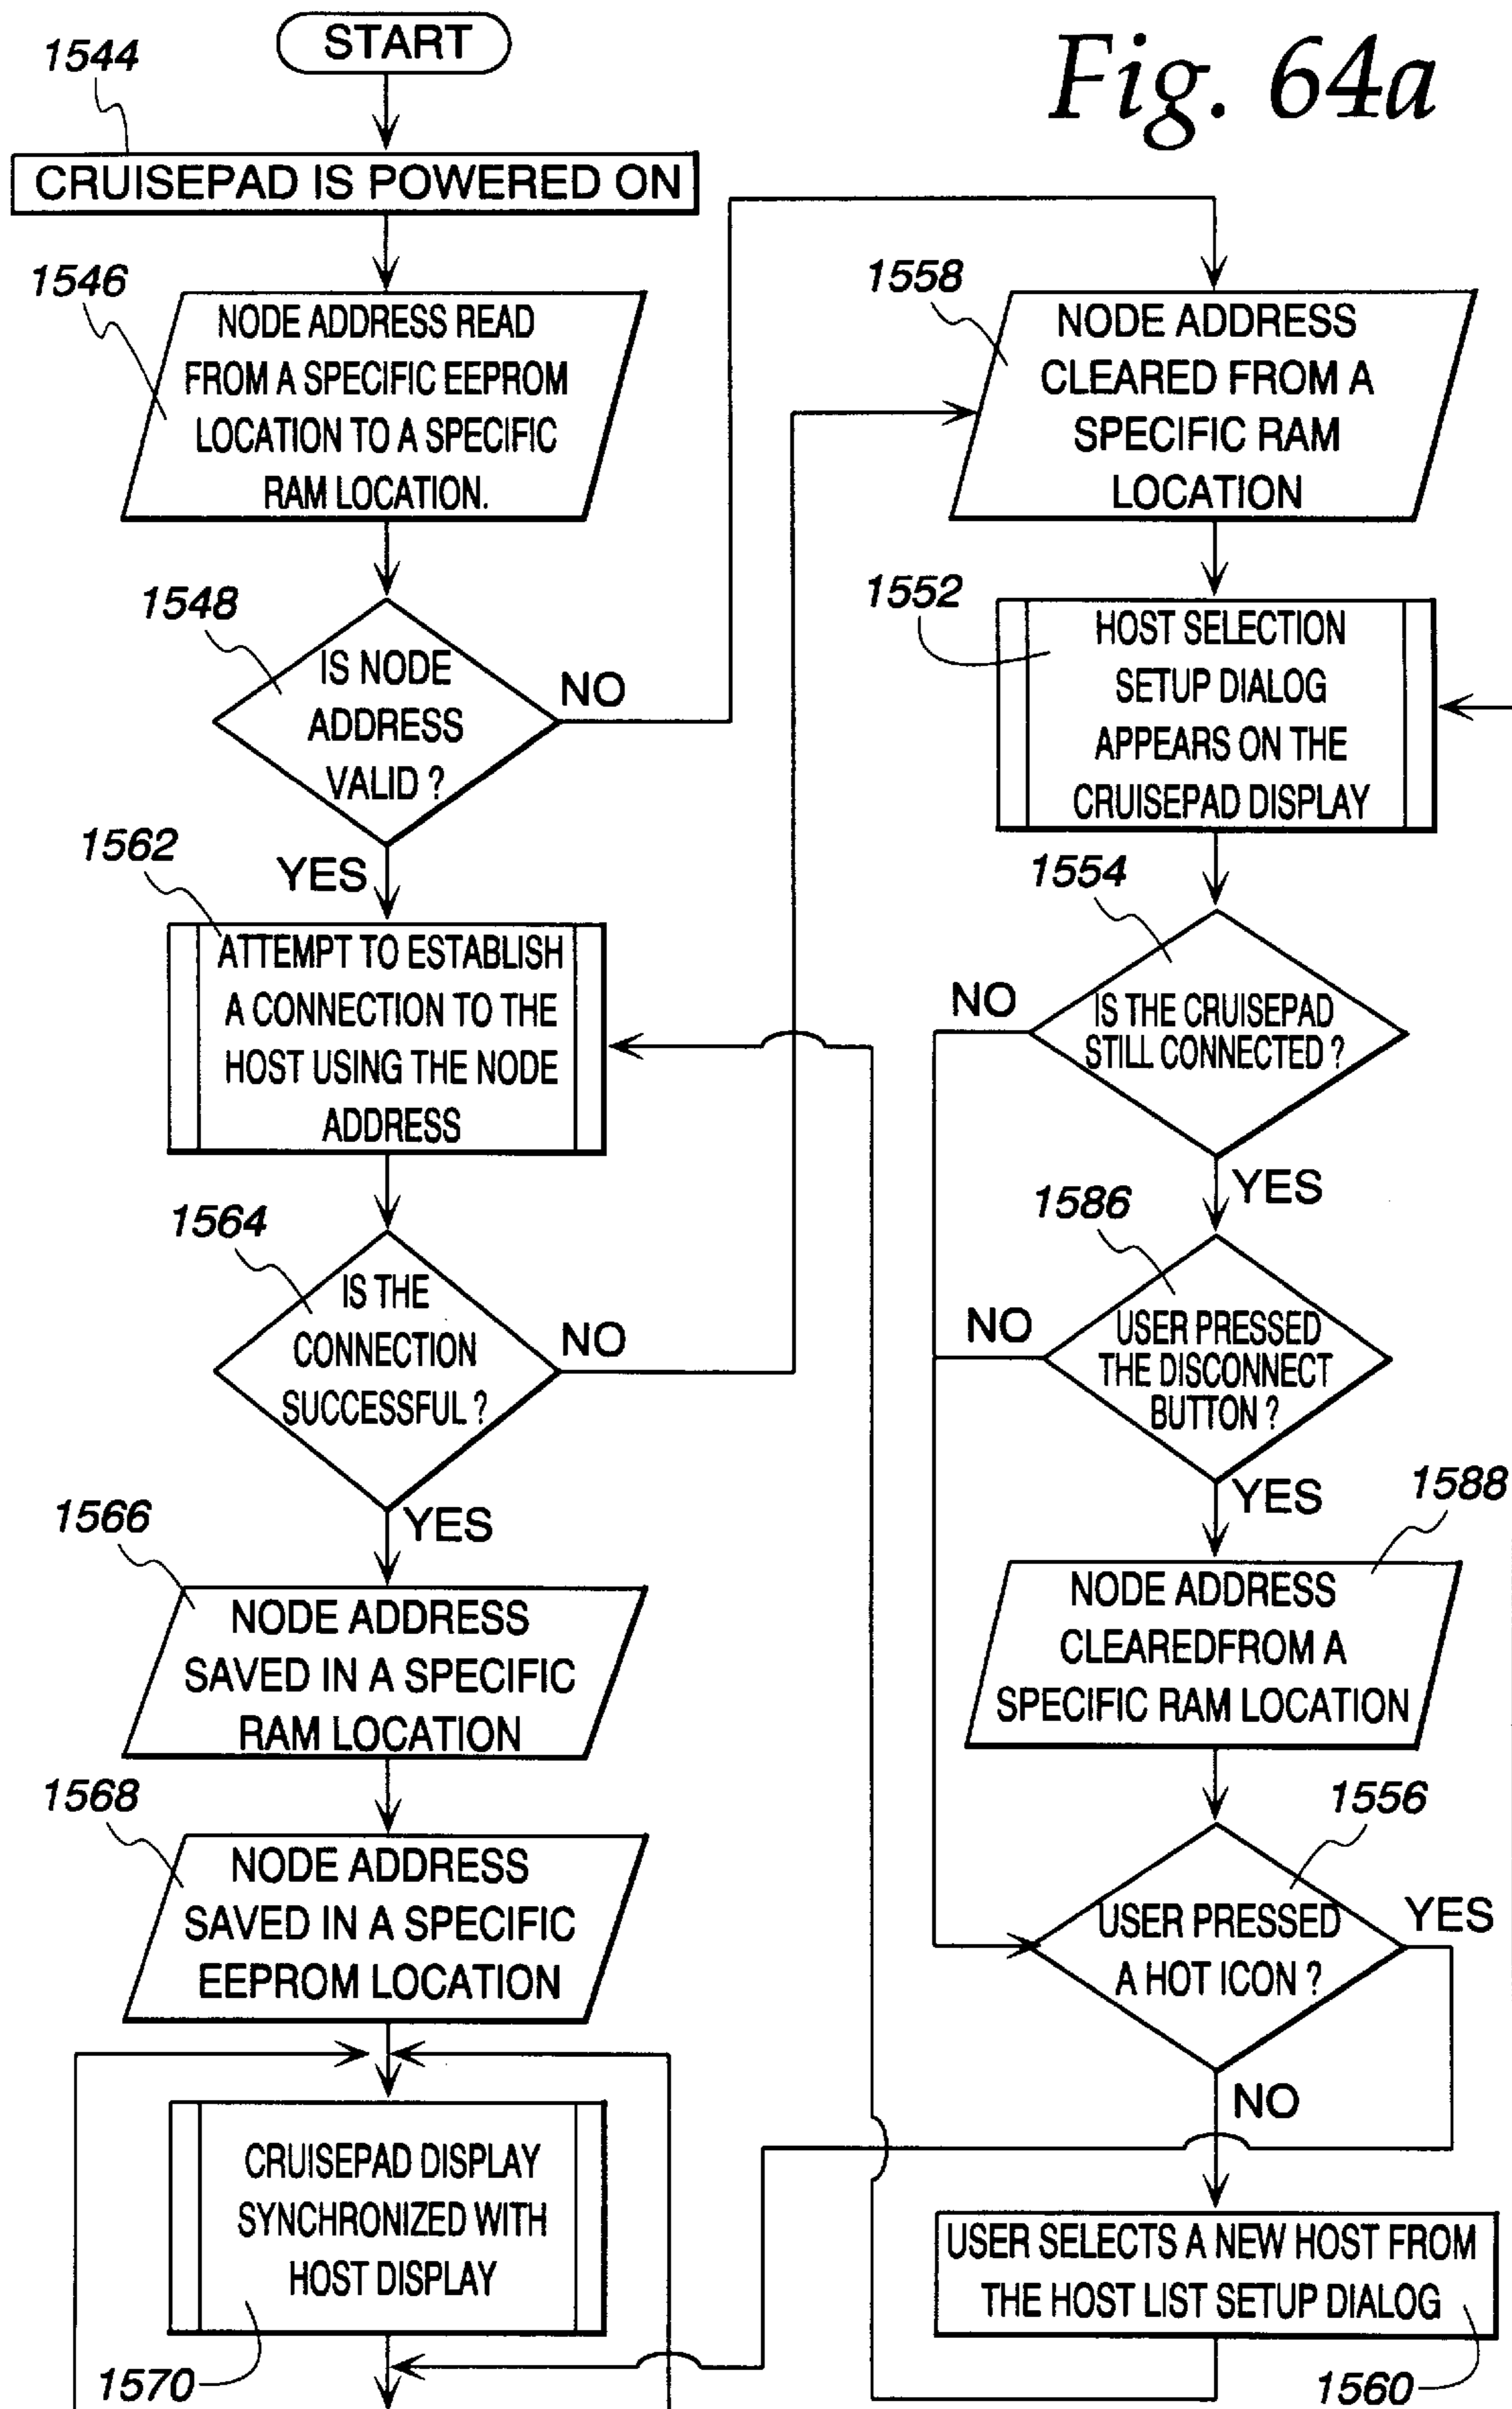 Fig. 64a
START
1544
CRUISEPAD IS POWERED ON
1546
NODE ADDRESS READ
FROM A SPECIFIC EEPROM
LOCATION TO A SPECIFIC
RAM LOCATION.
1548
IS NODE
ADDRESS
VALID ?
NO
YES
1562
ATTEMPT TO ESTABLISH
A CONNECTION TO THE
HOST USING THE NODE
ADDRESS
1564
IS THE
CONNECTION
SUCCESSFUL ?
NO
YES
1566
NODE ADDRESS
SAVED IN A SPECIFIC
RAM LOCATION
1568
NODE ADDRESS
SAVED IN A SPECIFIC
EEPROM LOCATION
CRUISEPAD DISPLAY
SYNCHRONIZED WITH
HOST DISPLAY
1570
1558
NODE ADDRESS
CLEARED FROM A
SPECIFIC RAM
LOCATION
1552
HOST SELECTION
SETUP DIALOG
APPEARS ON THE
CRUISEPAD DISPLAY
1554
IS THE CRUISEPAD
STILL CONNECTED ?
NO
YES
1586
USER PRESSED
THE DISCONNECT
BUTTON ?
NO
YES
1588
NODE ADDRESS
CLEAREDFROM A
SPECIFIC RAM LOCATION
1556
USER PRESSED
A HOT ICON ?
YES
NO
USER SELECTS A NEW HOST FROM
THE HOST LIST SETUP DIALOG
1560